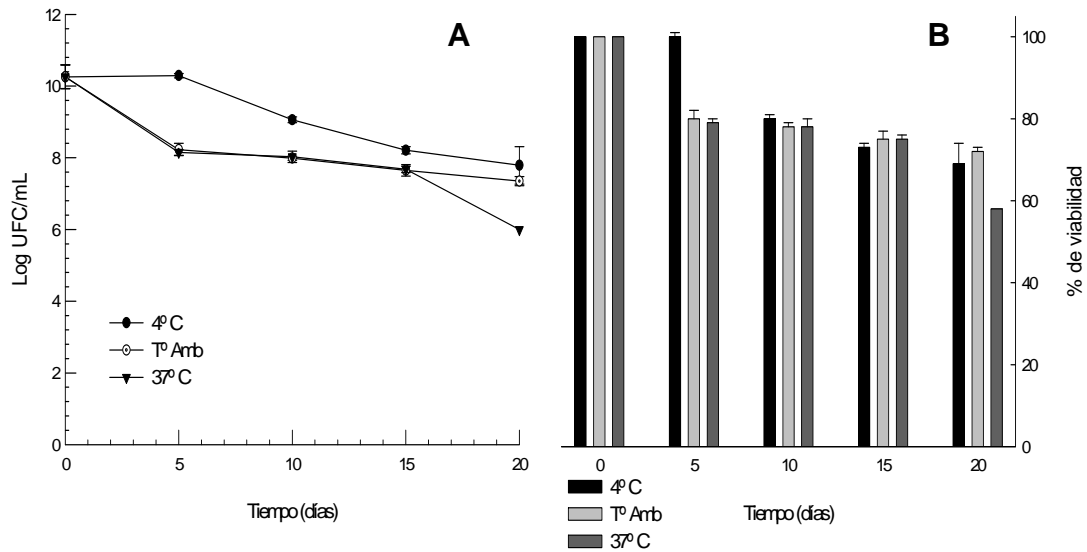 12
10
8
6
4
2
0
Log UFC/mL
A
4º C
Tº Amb
37º C
0 5 10 15 20
Tiempo (días)
B
100
80
60
40
20
0
% de viabilidad
0 5 10 15 20
Tiempo (días)
4º C
Tº Amb
37º C